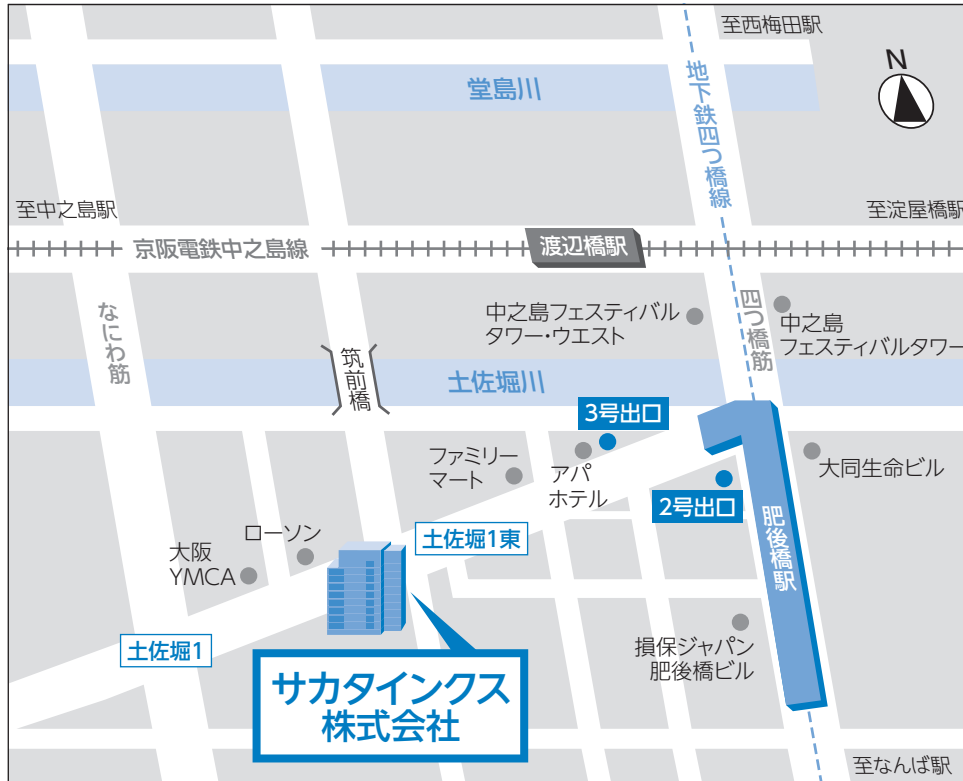 至西梅田駅
N
堂島川
地下鉄四つ橋線
至中之島駅
至淀屋橋駅
京阪電鉄中之島線
渡辺橋駅
なにわ筋
中之島フェスティバル
タワー・ウエスト
四つ橋筋
中之島
フェスティバルタワー
筑前橋
土佐堀川
3号出口
ファミリー
マート
アパ
ホテル
大同生命ビル
2号出口
肥後橋駅
土佐堀1東
ローソン
大阪
YMCA
土佐堀1
損保ジャパン
肥後橋ビル
サカタインクス
株式会社
至なんば駅